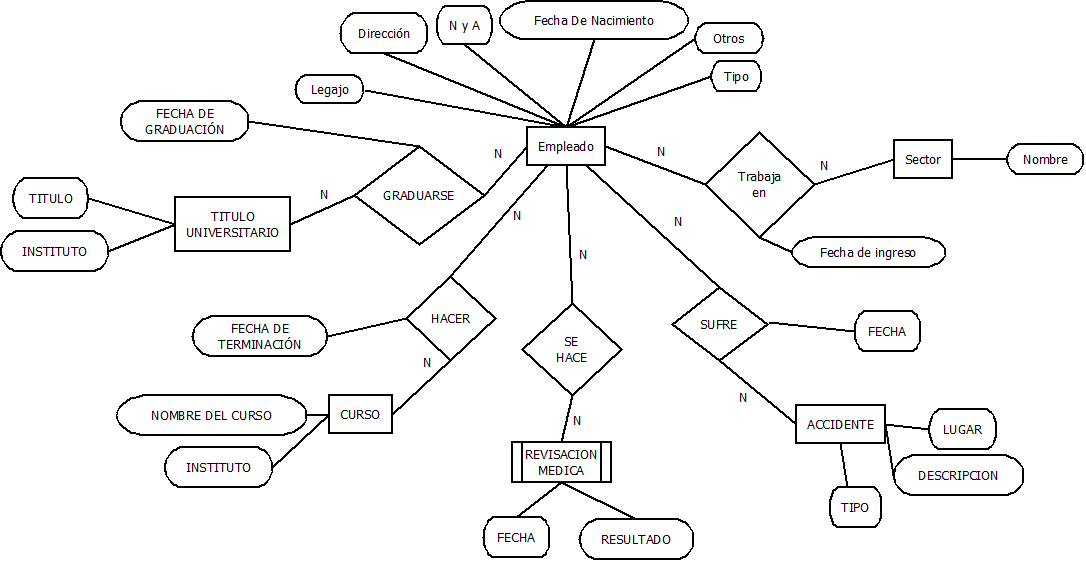 Fecha De Nacimiento
N y A
Dirección
Otros
Tipo
Legajo
FECHA DE
GRADUACIÓN
Empleado
N
N
N
Sector
Nombre
Trabaja
en
TITULO
N
GRADUARSE
TITULO
UNIVERSITARIO
N
N
INSTITUTO
N
Fecha de ingreso
HACER
SUFRE
FECHA DE
TERMINACIÓN
FECHA
SE
HACE
N
N
NOMBRE DEL CURSO
CURSO
N
ACCIDENTE
LUGAR
INSTITUTO
REVISACION
MEDICA
DESCRIPCION
TIPO
FECHA
RESULTADO